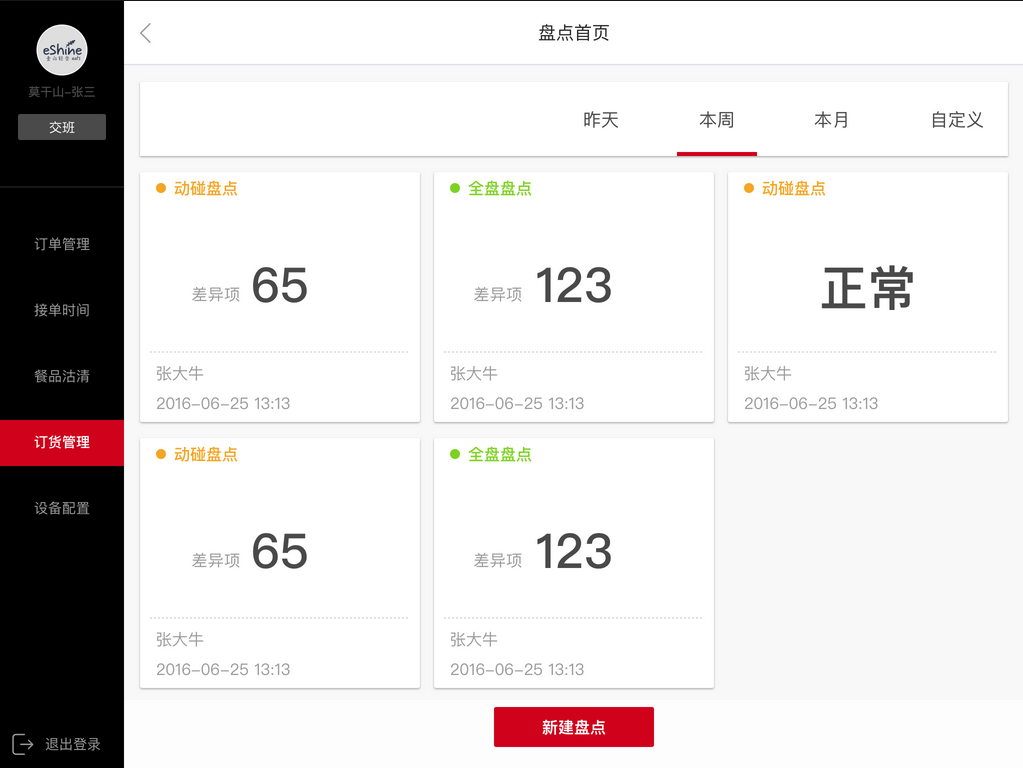 eShine
莫干山-张三
交班
订单管理
接单时间
餐品沽清
订货管理
设备配置
退出登录
盘点首页
昨天
本周
本月
自定义
动碰盘点
差异项 65
张大牛
2016-06-25 13:13
全盘盘点
差异项 123
张大牛
2016-06-25 13:13
动碰盘点
正常
张大牛
2016-06-25 13:13
动碰盘点
差异项 65
张大牛
2016-06-25 13:13
全盘盘点
差异项 123
张大牛
2016-06-25 13:13
新建盘点